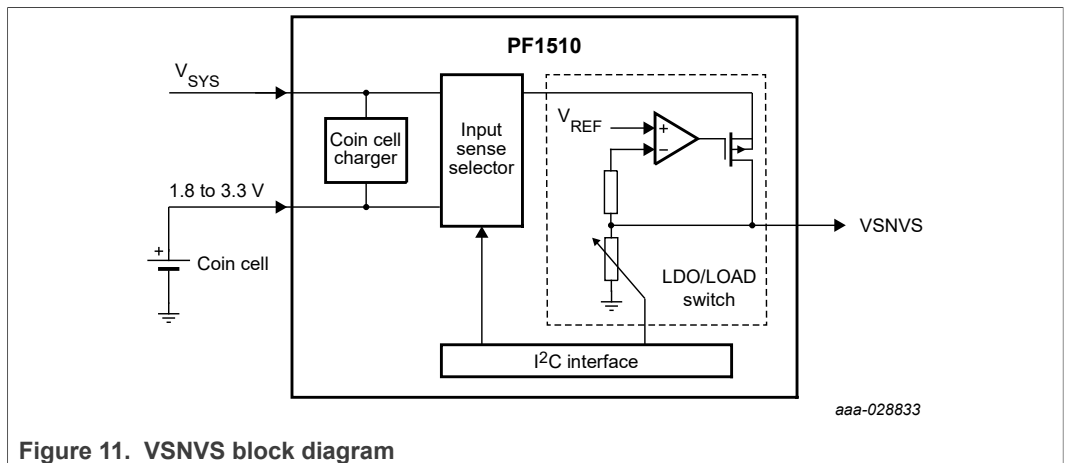 PF1510
VSYS
Coin cell
charger
Input
sense
selector
VREF
+
−
1.8 to 3.3 V
VSNVS
+
Coin cell
LDO/LOAD
switch
I2C interface
aaa-028833
Figure 11. VSNVS block diagram